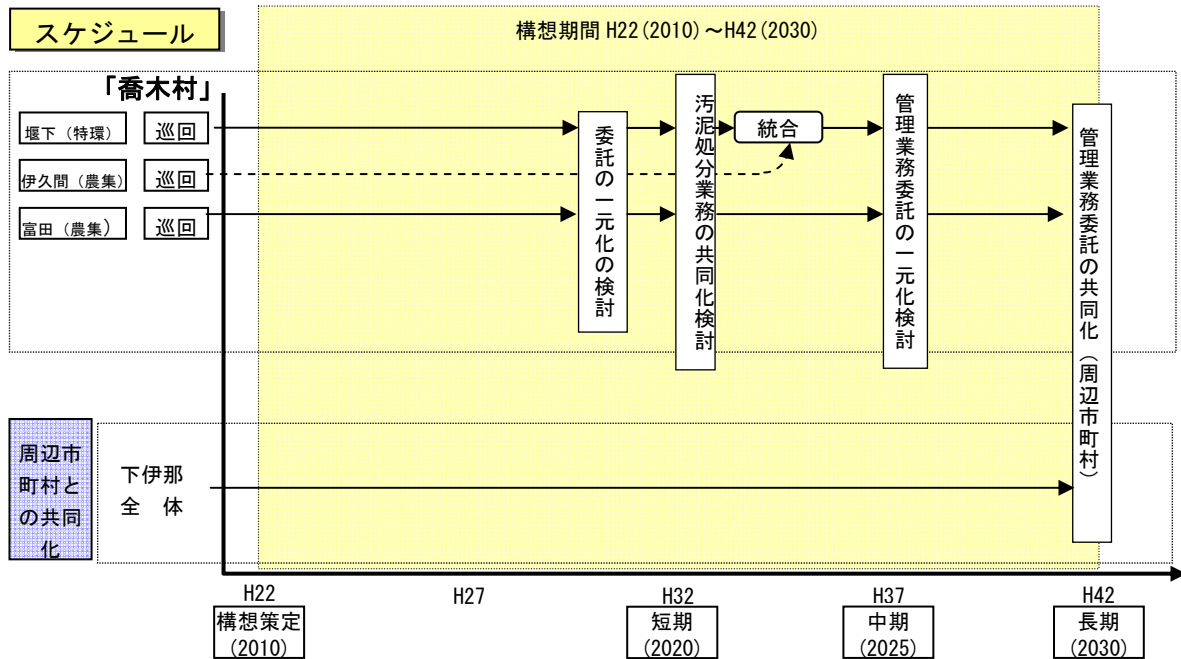 スケジュール
構想期間 H22(2010)～H42(2030)
「喬木村」
堰下（特環）
巡回
伊久間（農集）
巡回
富田（農集）
巡回
委託の一元化の検討
汚泥処分業務の共同化検討
統合
管理業務委託の一元化検討
管理業務委託の共同化（周辺市町村）
周辺市
町村と
の共同
化
下伊那
全　体
H22
構想策定
(2010)
H27
H32
短期
(2020)
H37
中期
(2025)
H42
長期
(2030)